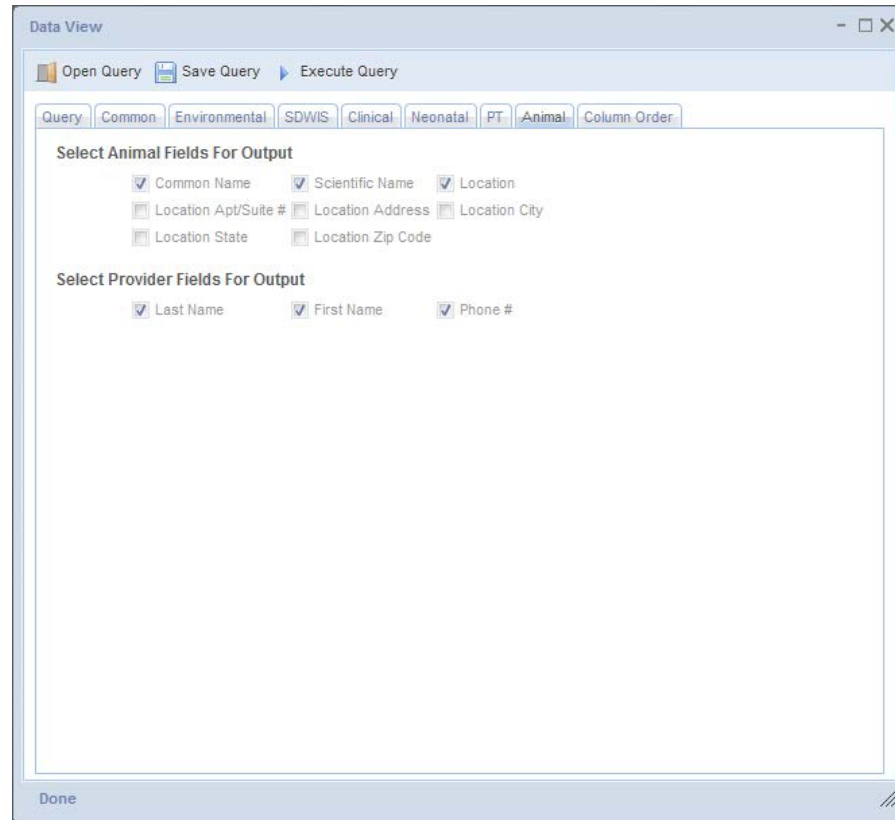 Data View
Open Query Save Query Execute Query
Query Common Environmental SDWIS Clinical Neonatal PT Animal Column Order
Select Animal Fields For Output
Common Name Scientific Name Location
Location Apt/Suite # Location Address Location City
Location State Location Zip Code
Select Provider Fields For Output
Last Name First Name Phone #
Done